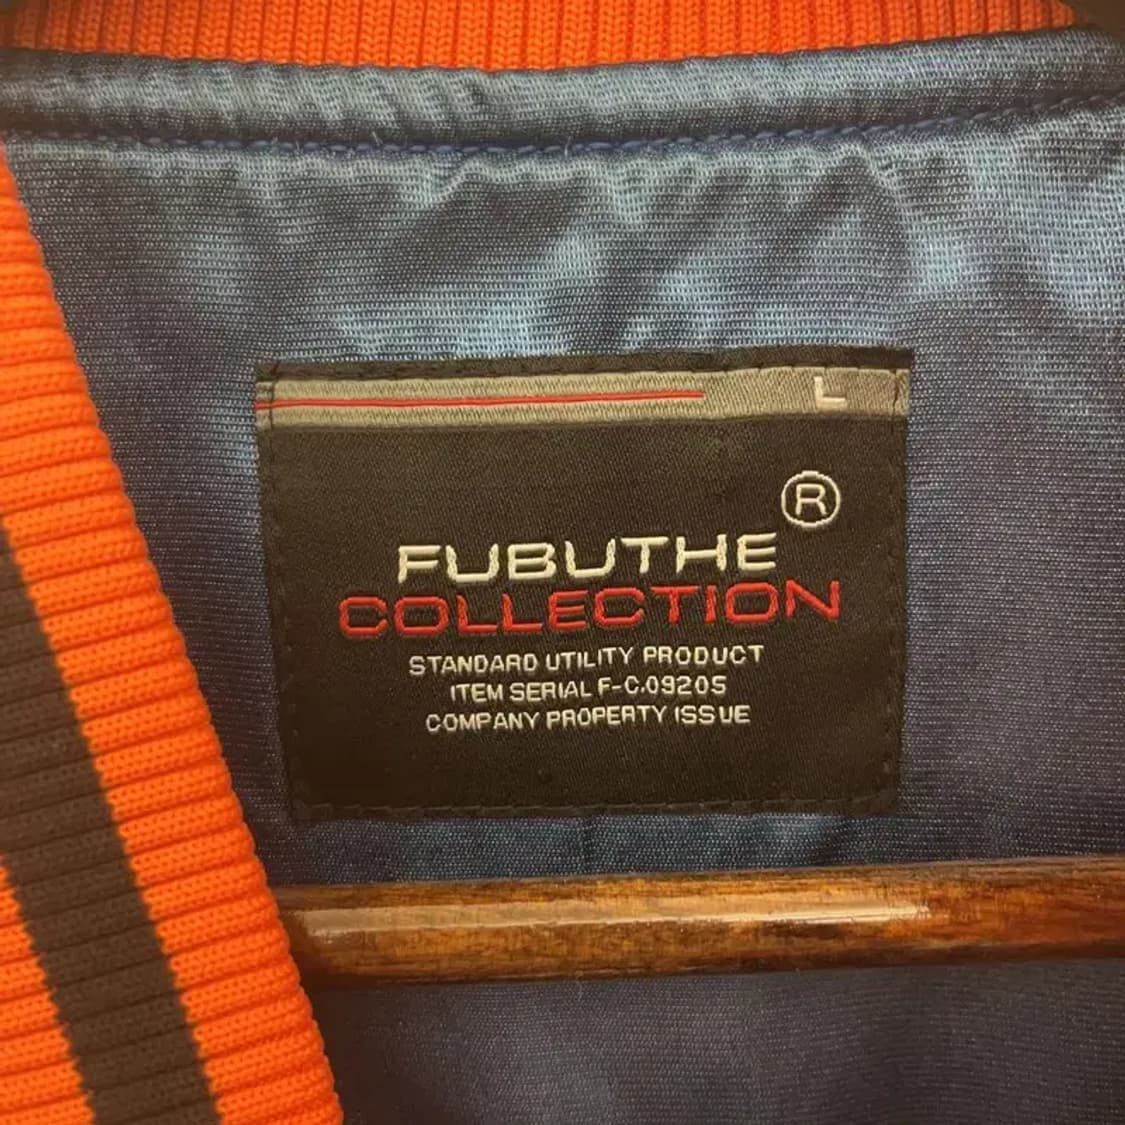 L
®
FUBUTHE
COLLECTION
STANDARD UTILITY PRODUCT
ITEM SERIAL F-C.09205
COMPANY PROPERTY ISSUE